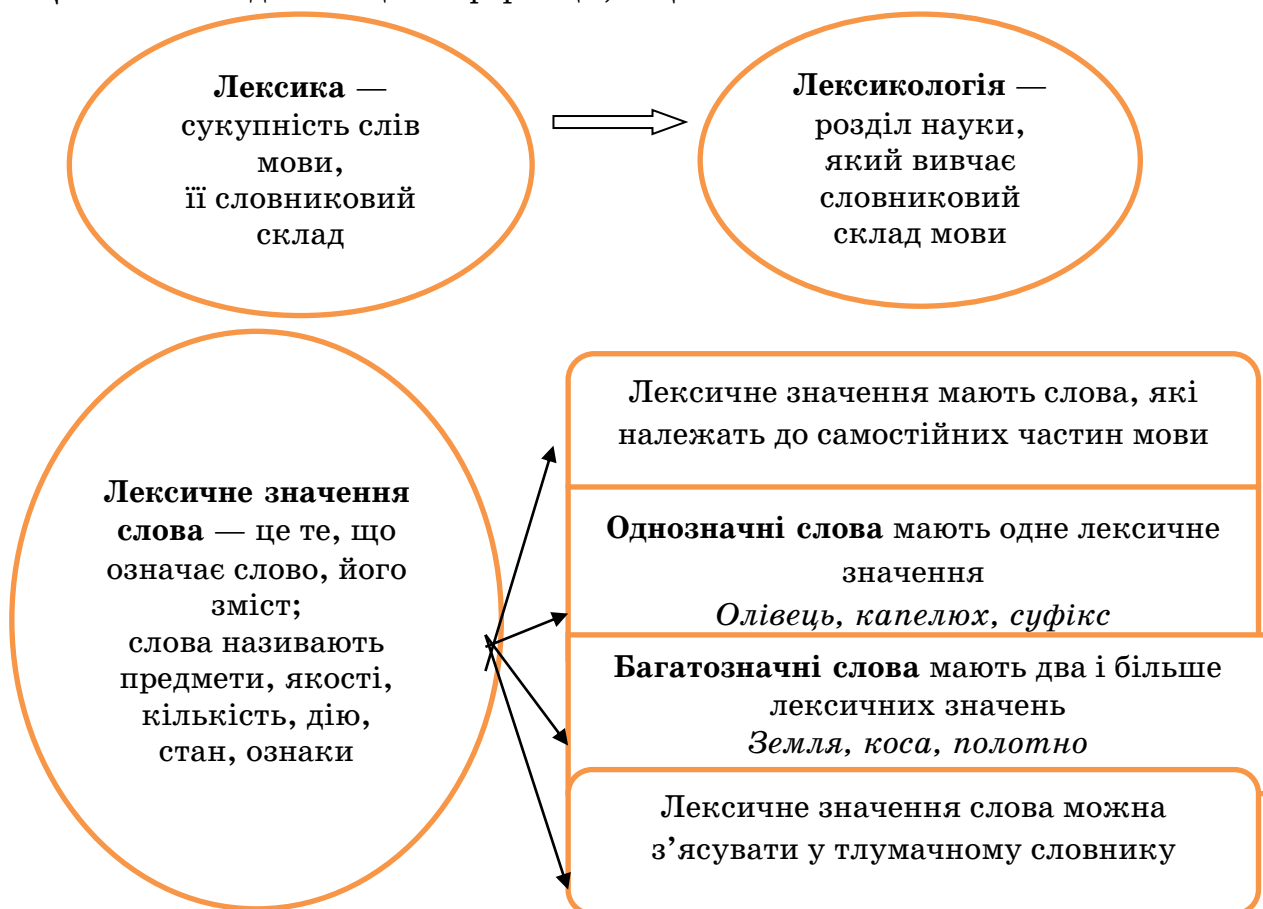 Лексика —
сукупність слів
мови,
її словниковий
склад
Лексикологія —
розділ науки,
який вивчає
словниковий
склад мови
Лексичне значення
слова — це те, що
означає слово, його
зміст;
слова називають
предмети, якості,
кількість, дію,
стан, ознаки
Лексичне значення мають слова, які
належать до самостійних частин мови
Однозначні слова мають одне лексичне
значення
Олівець, капелюх, суфікс
Багатозначні слова мають два і більше
лексичних значень
Земля, коса, полотно
Лексичне значення слова можна
з’ясувати у тлумачному словнику